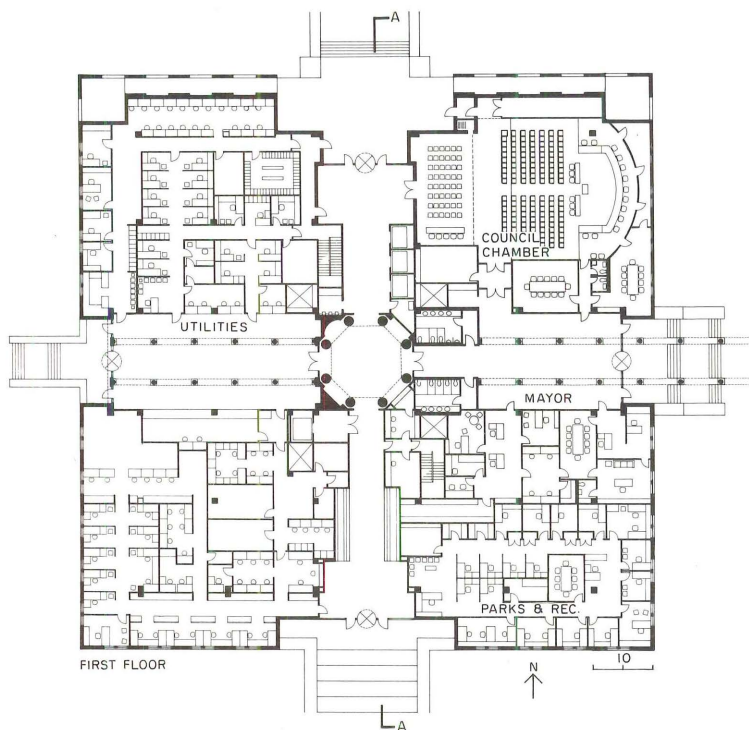 A
COUNCIL
CHAMBER
UTILITIES
MAYOR
PARKS & REC.
FIRST FLOOR
N
10
A